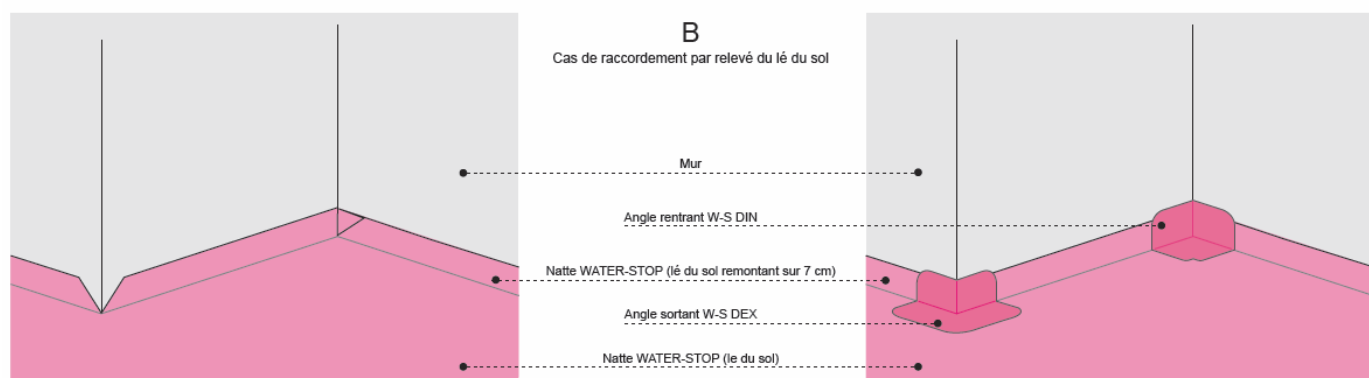 B
Cas de raccordement par relevé du lé du sol
Mur
Angle rentrant W-S DIN
Natte WATER-STOP (lé du sol remontant sur 7 cm)
Angle sortant W-S DEX
Natte WATER-STOP (le du sol)